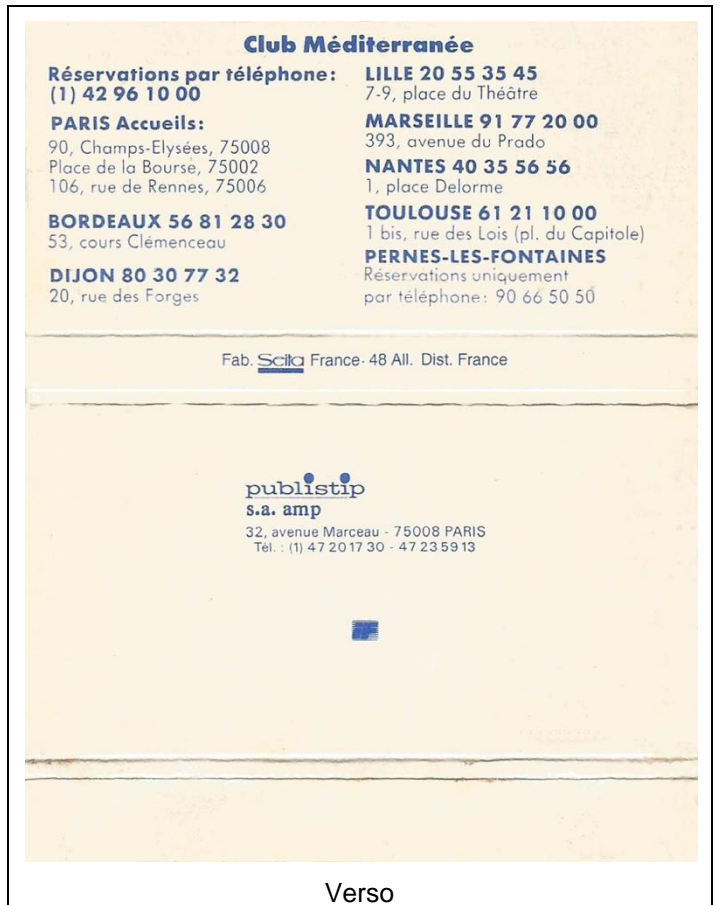 Club Méditerranée
Réservations par téléphone:
(1) 42 96 10 00
PARIS Accueils:
90, Champs-Elysées, 75008
Place de la Bourse, 75002
106, rue de Rennes, 75006
BORDEAUX 56 81 28 30
53, cours Clémenceau
DIJON 80 30 77 32
20, rue des Forges
LILLE 20 55 35 45
7-9, place du Théâtre
MARSEILLE 91 77 20 00
393, avenue du Prado
NANTES 40 35 56 56
1, place Delorme
TOULOUSE 61 21 10 00
1 bis, rue des Lois (pl. du Capitole)
PERNES-LES-FONTAINES
Réservations uniquement
par téléphone: 90 66 50 50
Fab. Seita France- 48 All. Dist. France
publistip
s.a. amp
32, avenue Marceau - 75008 PARIS
Tél. : (1) 47 20 17 30 - 47 23 59 13
Verso